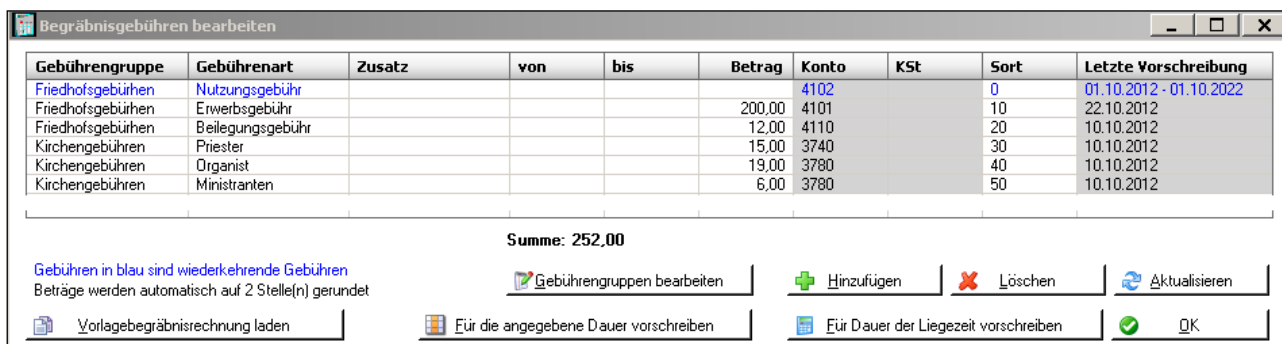 Begräbnisgebühren bearbeiten
Gebührengruppe Gebührenart Zusatz von bis Betrag Konto KSt Sort Letzte Vorschreibung
Friedhofsgebürhen Nutzungsgebühr 4102 0 01.10.2012 - 01.10.2022
Friedhofsgebürhen Erwerbsgebühr 200,00 4101 10 22.10.2012
Friedhofsgebürhen Beilegungsgebühr 12,00 4110 20 10.10.2012
Kirchengebühren Priester 15,00 3740 30 10.10.2012
Kirchengebühren Organist 19,00 3780 40 10.10.2012
Kirchengebühren Ministranten 6,00 3780 50 10.10.2012
Summe: 252,00
Gebühren in blau sind wiederkehrende Gebühren
Beträge werden automatisch auf 2 Stelle(n) gerundet
Gebührengruppen bearbeiten Hinzufügen Löschen Aktualisieren
Vorlagebegräbnisrechnung laden Für die angegebene Dauer vorschreiben Für Dauer der Liegezeit vorschreiben OK